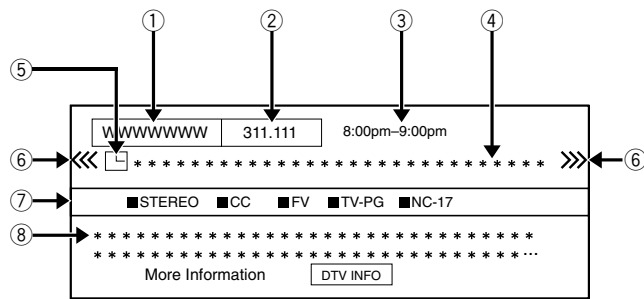 ① ② ③ ④
⑤
WWWWWWW 311.111 8:00pm–9:00pm
⑥ <<< * * * * * * * * * * * * * * * * * * * * * * * * * * * * >>> ⑥
⑦ ■STEREO ■CC ■FV ■TV-PG ■NC-17
⑧ * * * * * * * * * * * * * * * * * * * * * * * * * * * * * *
* * * * * * * * * * * * * * * * * * * * * * * * * * * * * ...
More Information DTV INFO